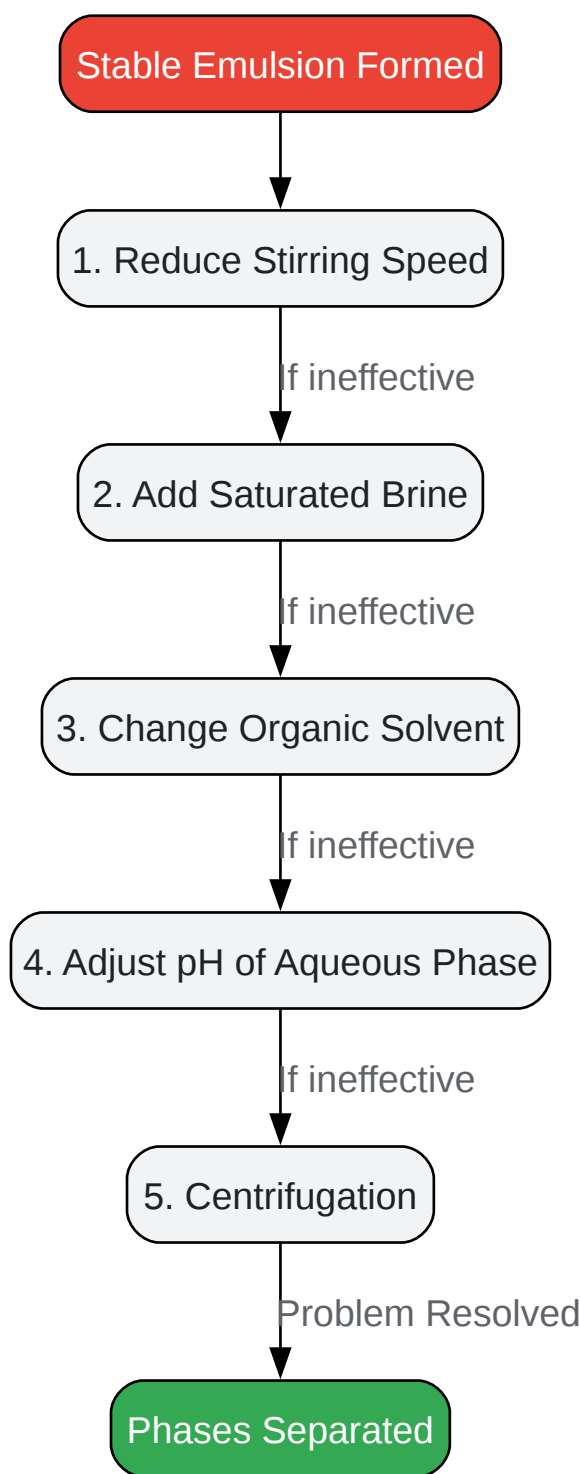 Stable Emulsion Formed
1. Reduce Stirring Speed
If ineffective
2. Add Saturated Brine
If ineffective
3. Change Organic Solvent
If ineffective
4. Adjust pH of Aqueous Phase
If ineffective
5. Centrifugation
Problem Resolved
Phases Separated